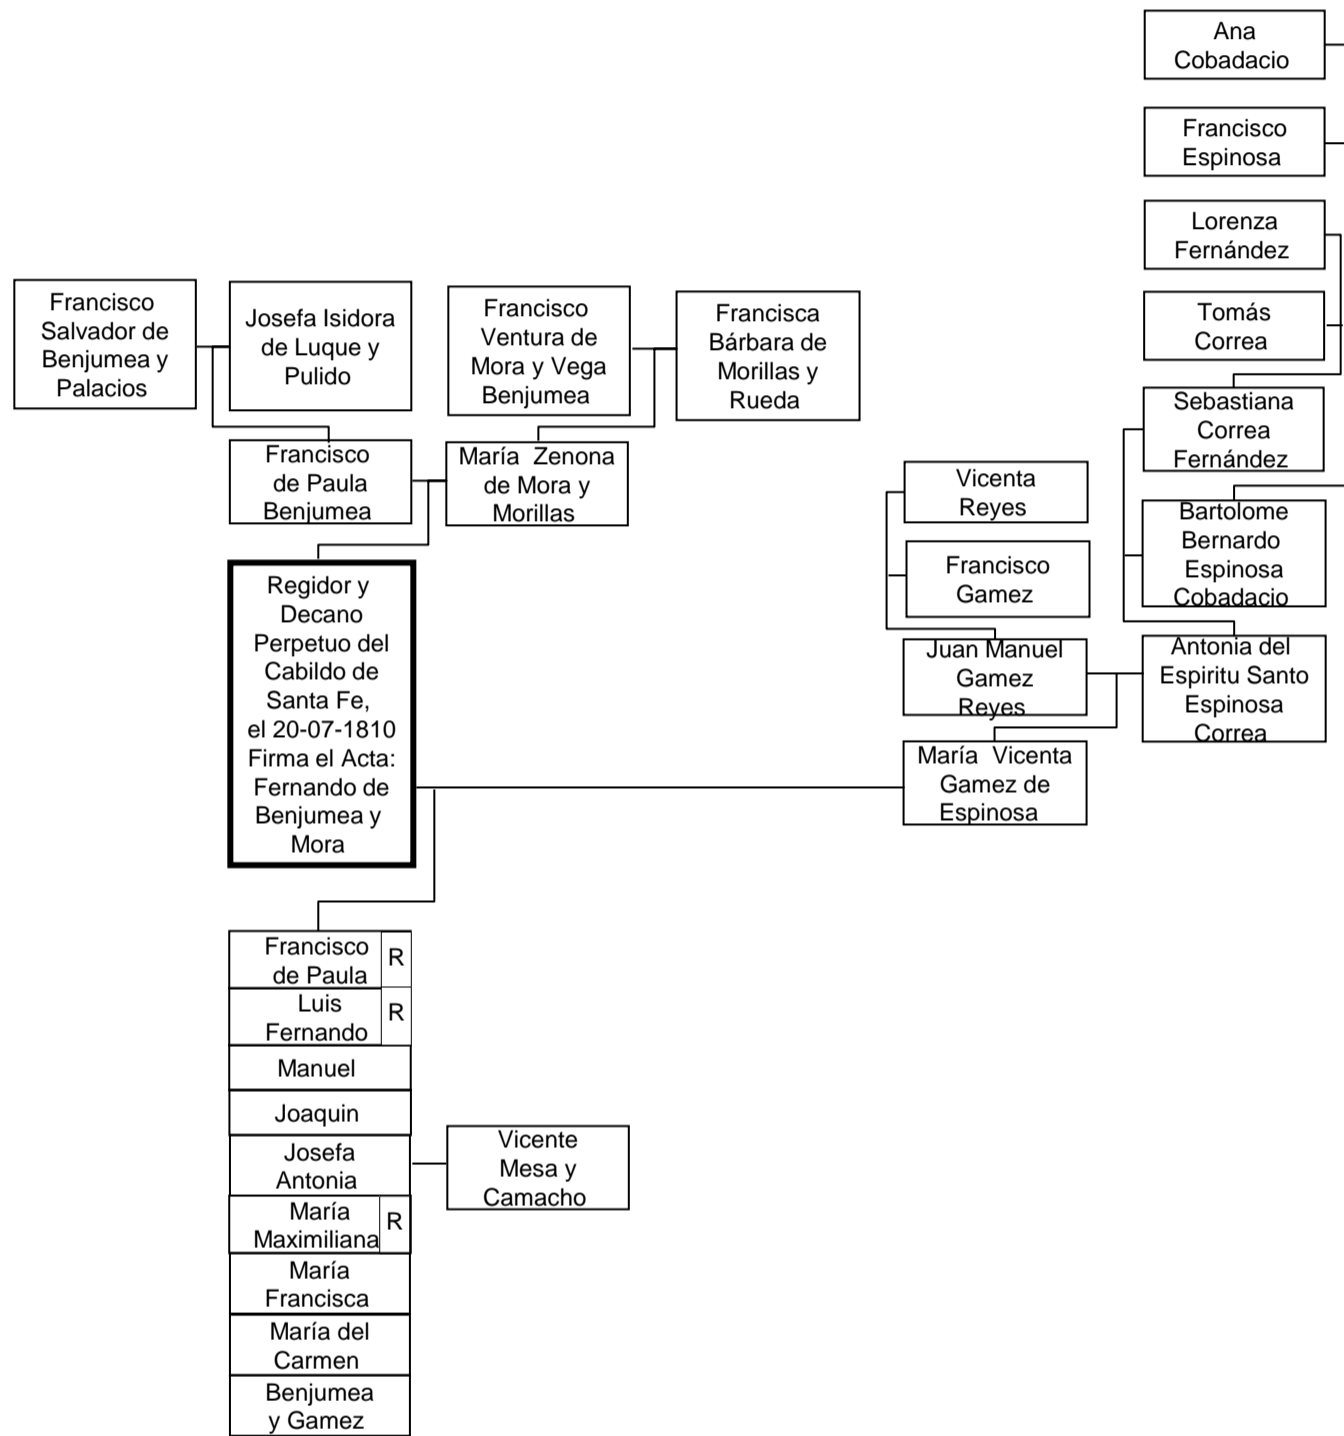 Ana
Cobadacio
Francisco
Espinosa
Lorenza
Fernández
Tomás
Correa
Francisco
Salvador de
Benjumea y
Palacios
Josefa Isidora
de Luque y
Pulido
Francisco
Ventura de
Mora y Vega
Benjumea
Francisca
Bárbara de
Morillas y
Rueda
Sebastiana
Correa
Fernández
Francisco
de Paula
Benjumea
María Zenona
de Mora y
Morillas
Vicenta
Reyes
Bartolome
Bernardo
Espinosa
Cobadacio
Francisco
Gamez
Regidor y
Decano
Perpetuo del
Cabildo de
Santa Fe,
el 20-07-1810
Firma el Acta:
Fernando de
Benjumea y
Mora
Juan Manuel
Gamez
Reyes
Antonia del
Espiritu Santo
Espinosa
Correa
María Vicenta
Gamez de
Espinosa
Francisco
de Paula
R
Luis
Fernando
R
Manuel
Joaquin
Josefa
Antonia
Vicente
Mesa y
Camacho
María
Maximiliana
R
María
Francisca
María del
Carmen
Benjumea
y Gamez